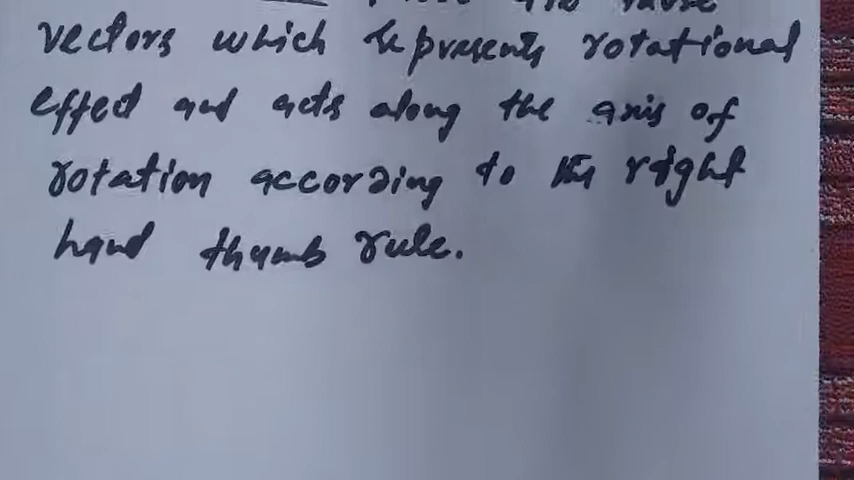 vectors which represents rotational
effect and acts along the axis of
rotation according to the right
hand thumb rule.